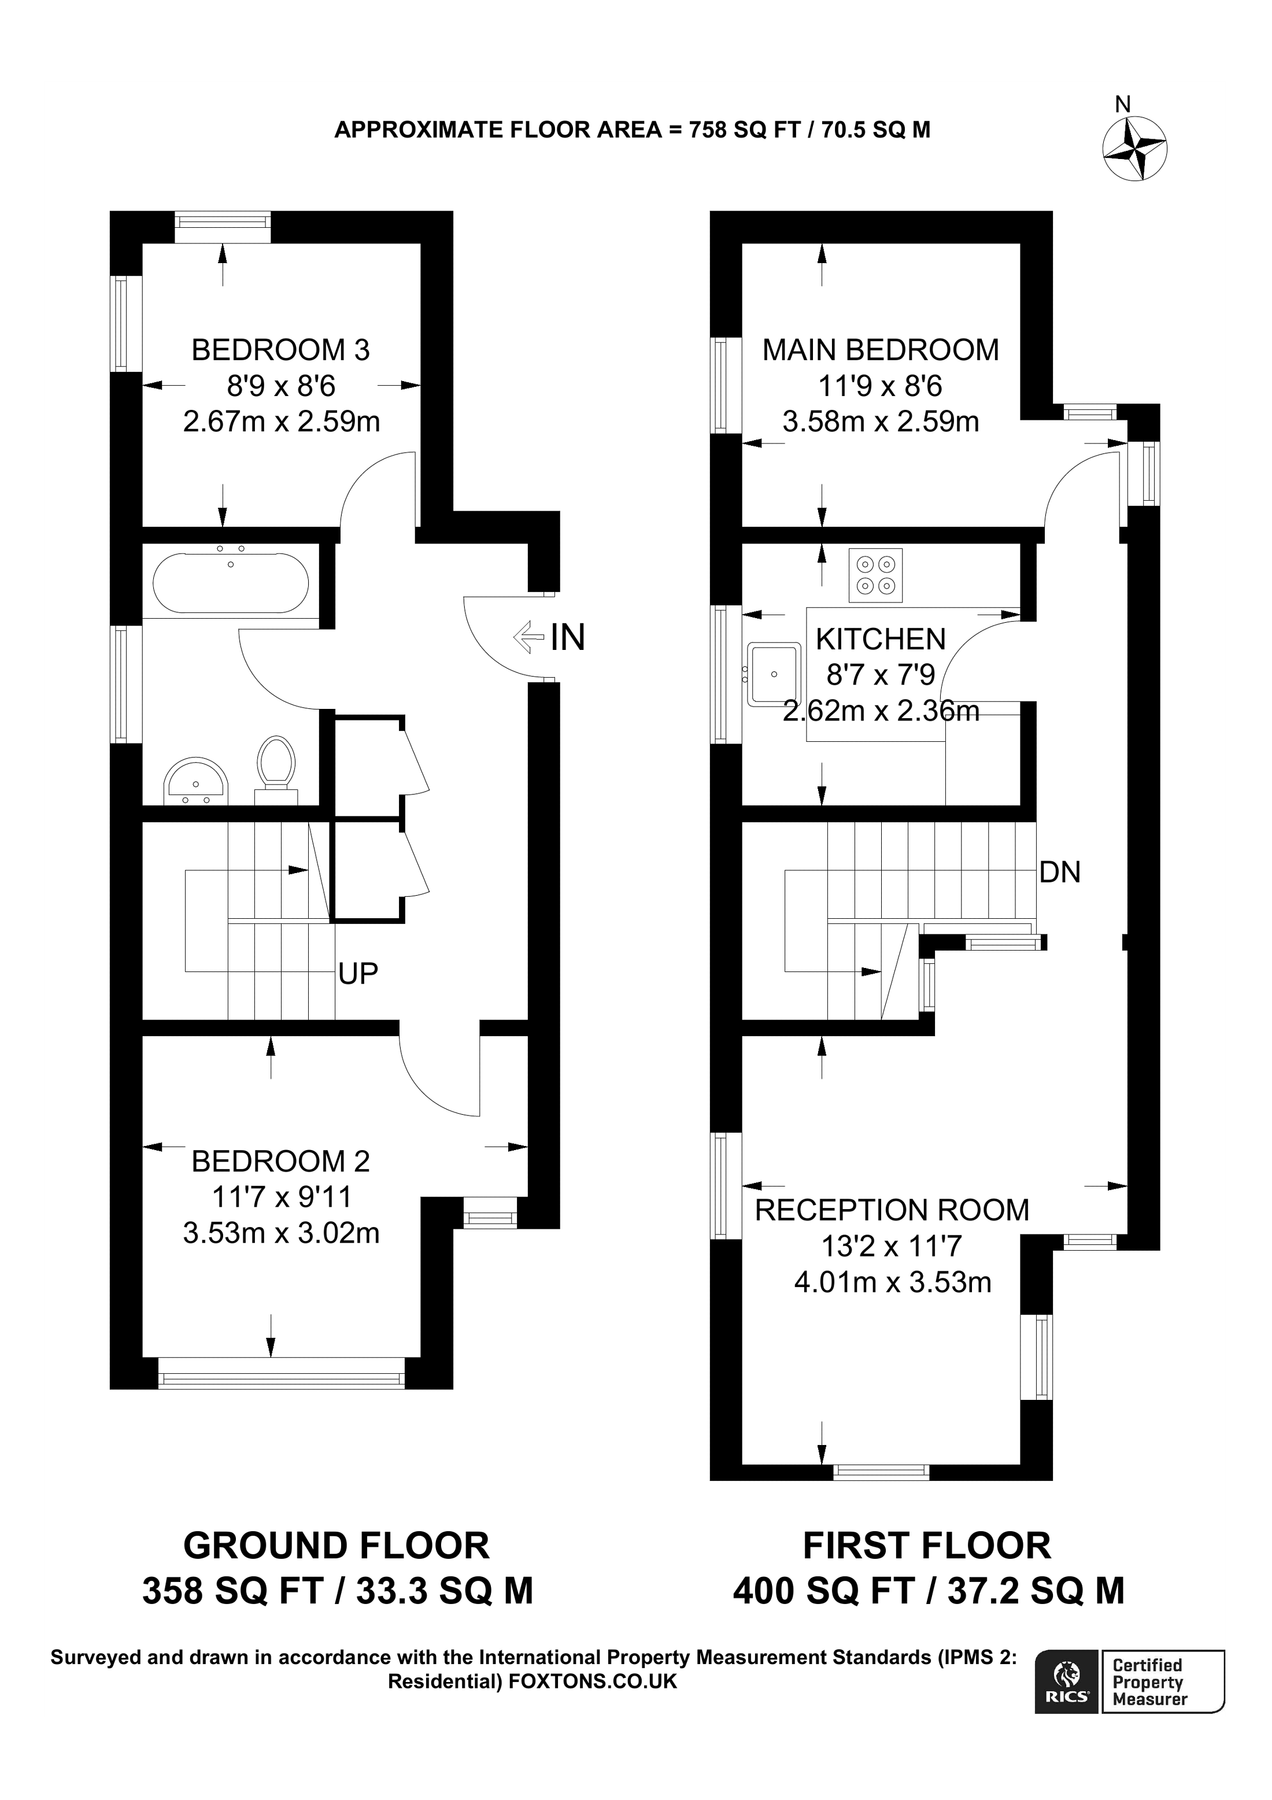 N
APPROXIMATE FLOOR AREA = 758 SQ FT / 70.5 SQ M
BEDROOM 3
8'9 x 8'6
2.67m x 2.59m
IN
UP
BEDROOM 2
11'7 x 9'11
3.53m x 3.02m
MAIN BEDROOM
11'9 x 8'6
3.58m x 2.59m
KITCHEN
8'7 x 7'9
2.62m x 2.36m
DN
RECEPTION ROOM
13'2 x 11'7
4.01m x 3.53m
GROUND FLOOR
358 SQ FT / 33.3 SQ M
FIRST FLOOR
400 SQ FT / 37.2 SQ M
Surveyed and drawn in accordance with the International Property Measurement Standards (IPMS 2:
Residential) FOXTONS.CO.UK
RICS
Certified
Property
Measurer